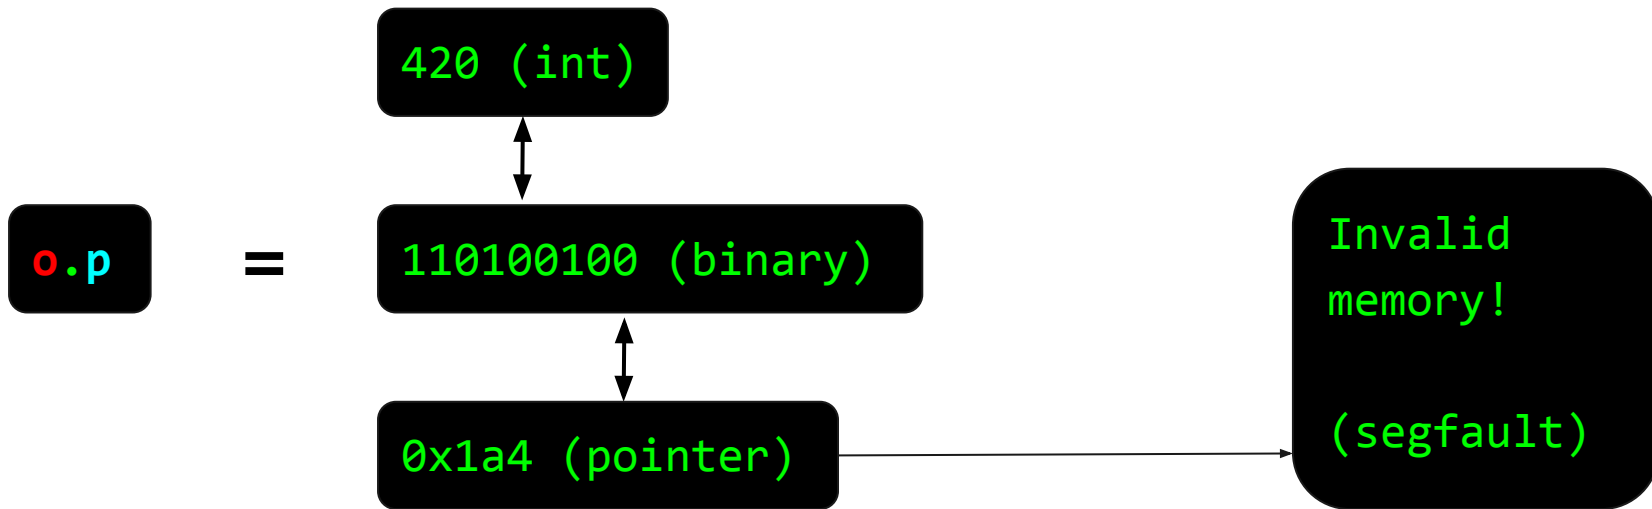 420 (int)
o.p = 110100100 (binary)
0x1a4 (pointer)
Invalid
memory!
(segfault)